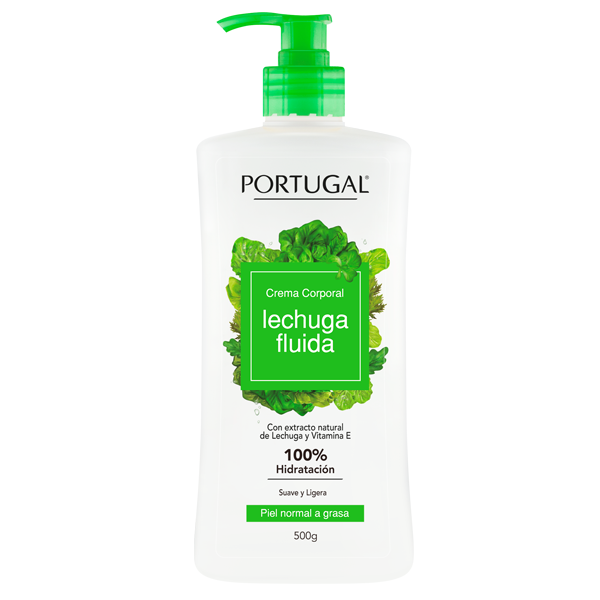 PORTUGAL®
Crema Corporal
lechuga
fluida
Con extracto natural
de Lechuga y Vitamina E
100%
Hidratación
Suave y Ligera
Piel normal a grasa
500g